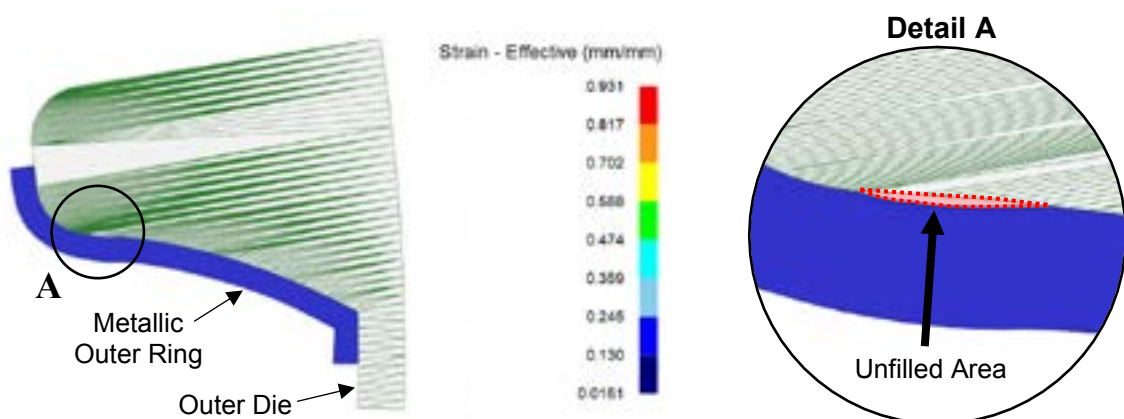 Detail A
Strain - Effective (mm/mm)
0.931
0.817
0.702
0.588
0.474
0.359
0.245
0.130
0.0151
A
Metallic
Outer Ring
Outer Die
Unfilled Area